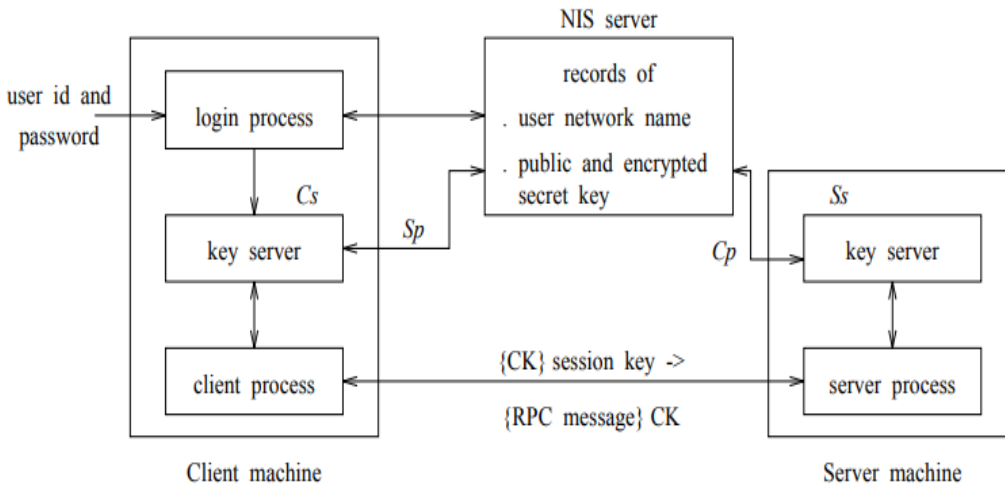 NIS server
user id and
password
login process
records of
. user network name
. public and encrypted
secret key
Cs
Sp
key server
Ss
Cp
key server
client process
{CK} session key ->
{RPC message} CK
server process
Client machine
Server machine